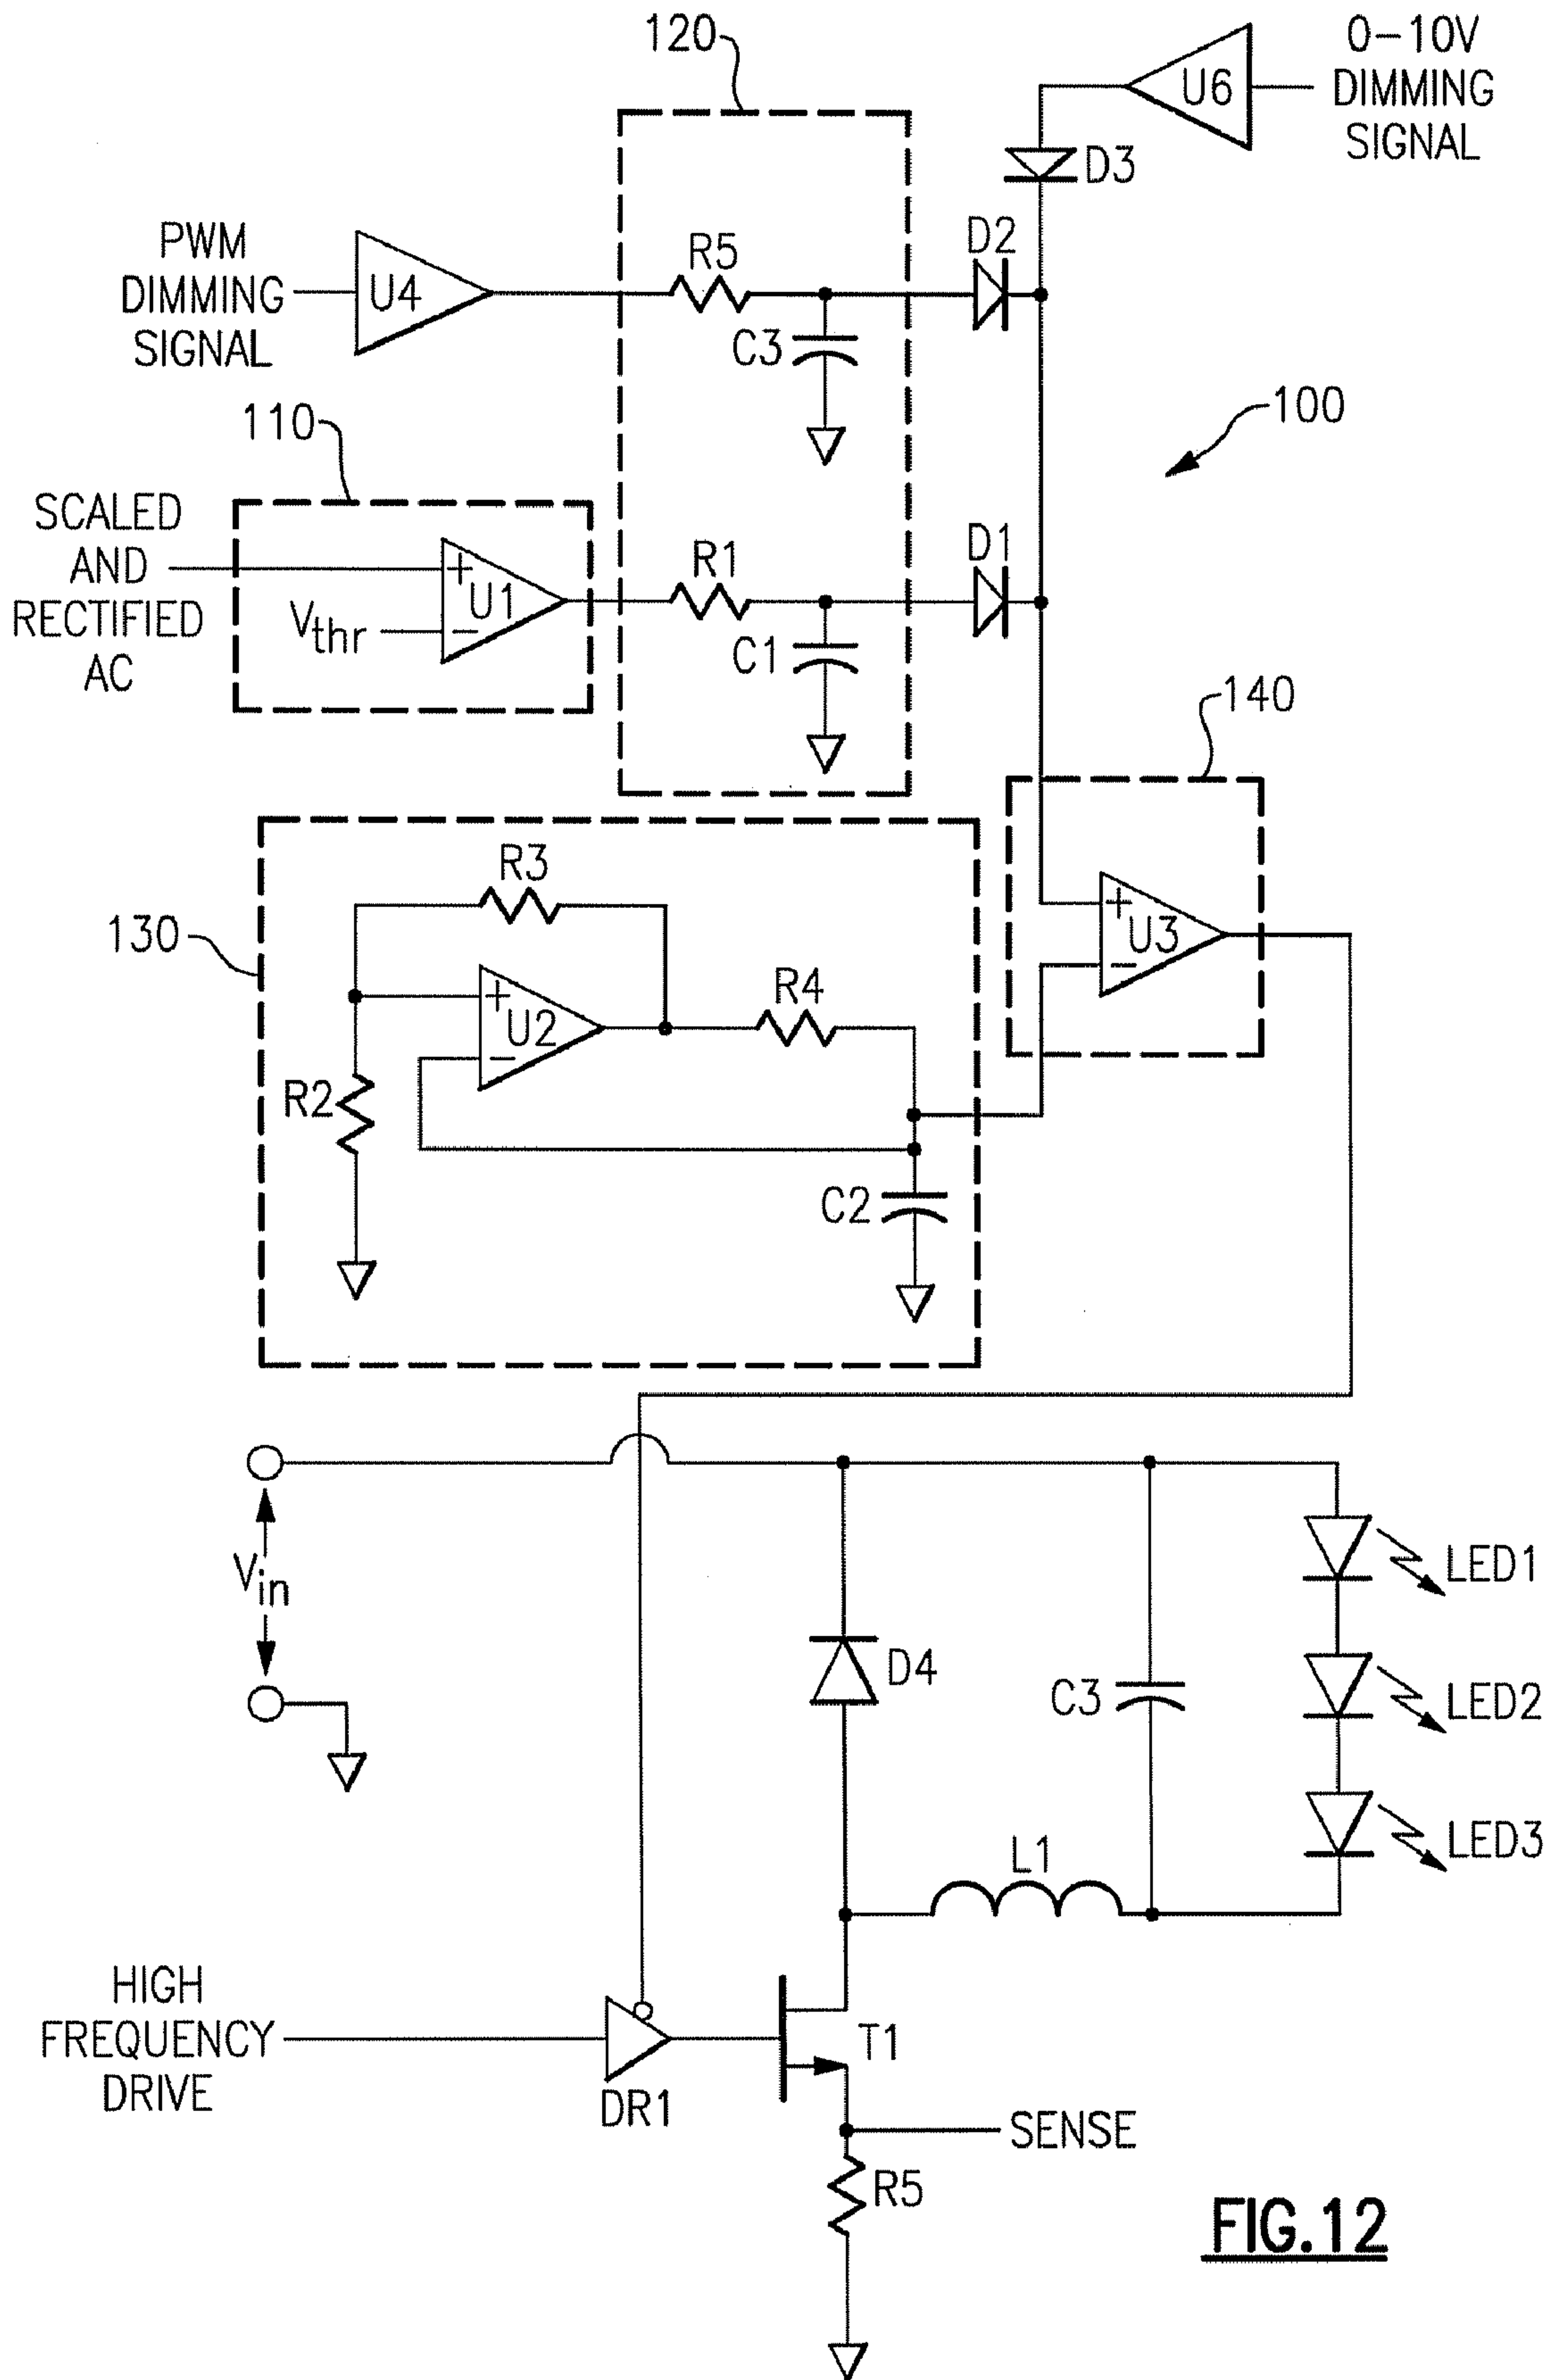 120
0-10V
DIMMING
SIGNAL
U6
D3
PWM
DIMMING
SIGNAL
U4
R5
C3
D2
100
110
SCALED
AND
RECTIFIED
AC
Vthr
+
U1
−
R1
C1
D1
140
130
R3
+
U2
−
R4
R2
C2
+
U3
−
Vin
D4
C3
LED1
LED2
LED3
L1
HIGH
FREQUENCY
DRIVE
DR1
T1
SENSE
R5
FIG.12